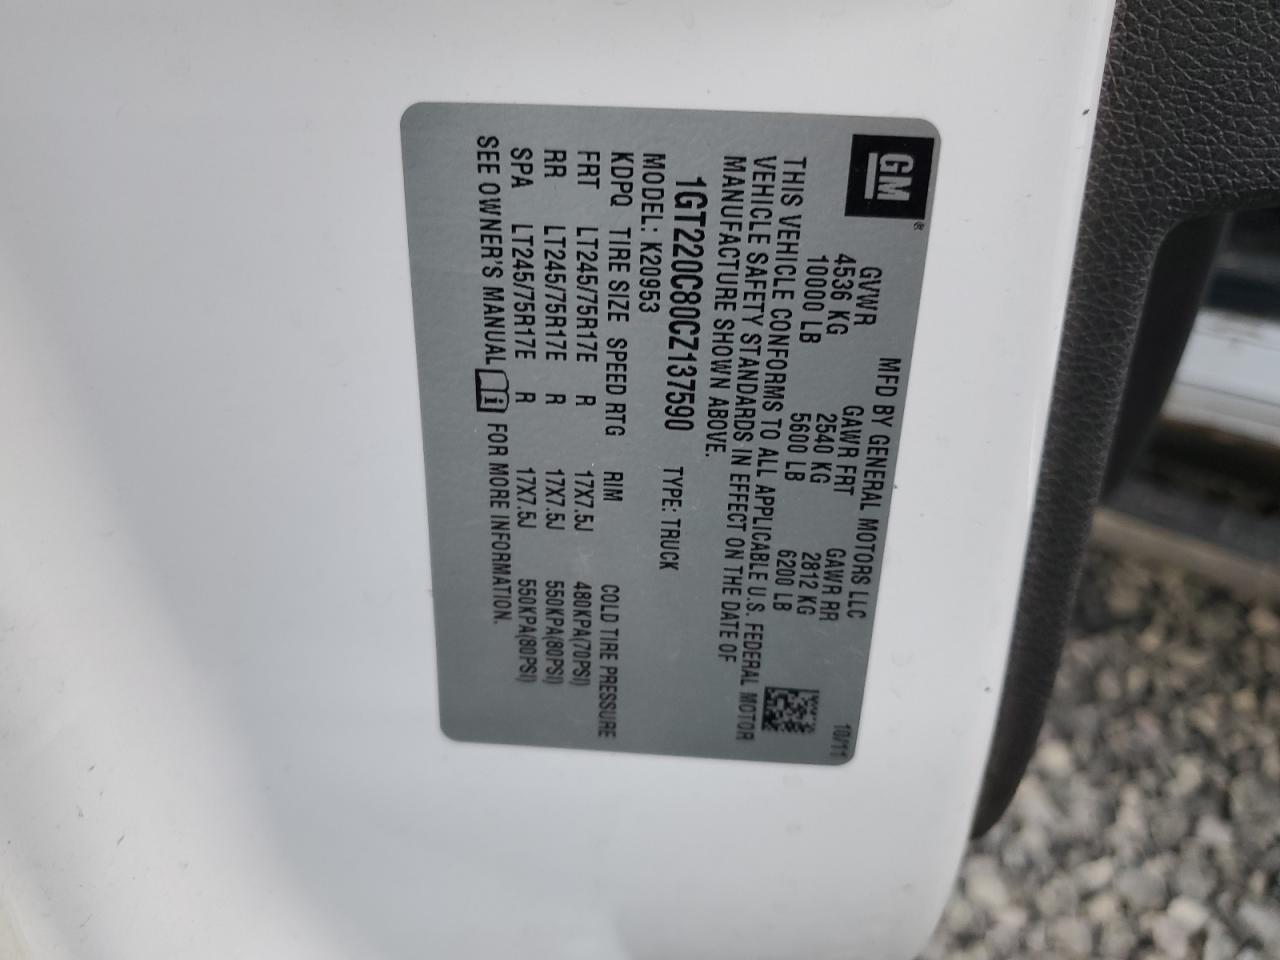 GM®
MFD BY GENERAL MOTORS LLC 10/11
GVWR GAWR FRT GAWR RR
4536 KG 2540 KG 2812 KG
10000 LB 5600 LB 6200 LB
THIS VEHICLE CONFORMS TO ALL APPLICABLE U.S. FEDERAL MOTOR
VEHICLE SAFETY STANDARDS IN EFFECT ON THE DATE OF
MANUFACTURE SHOWN ABOVE.
1GT220C80CZ137590 TYPE: TRUCK
MODEL: K20953
KDPQ TIRE SIZE SPEED RTG RIM COLD TIRE PRESSURE
FRT LT245/75R17E R 17X7.5J 480KPA(70PSI)
RR LT245/75R17E R 17X7.5J 550KPA(80PSI)
SPA LT245/75R17E R 17X7.5J 550KPA(80PSI)
SEE OWNER'S MANUAL i FOR MORE INFORMATION.